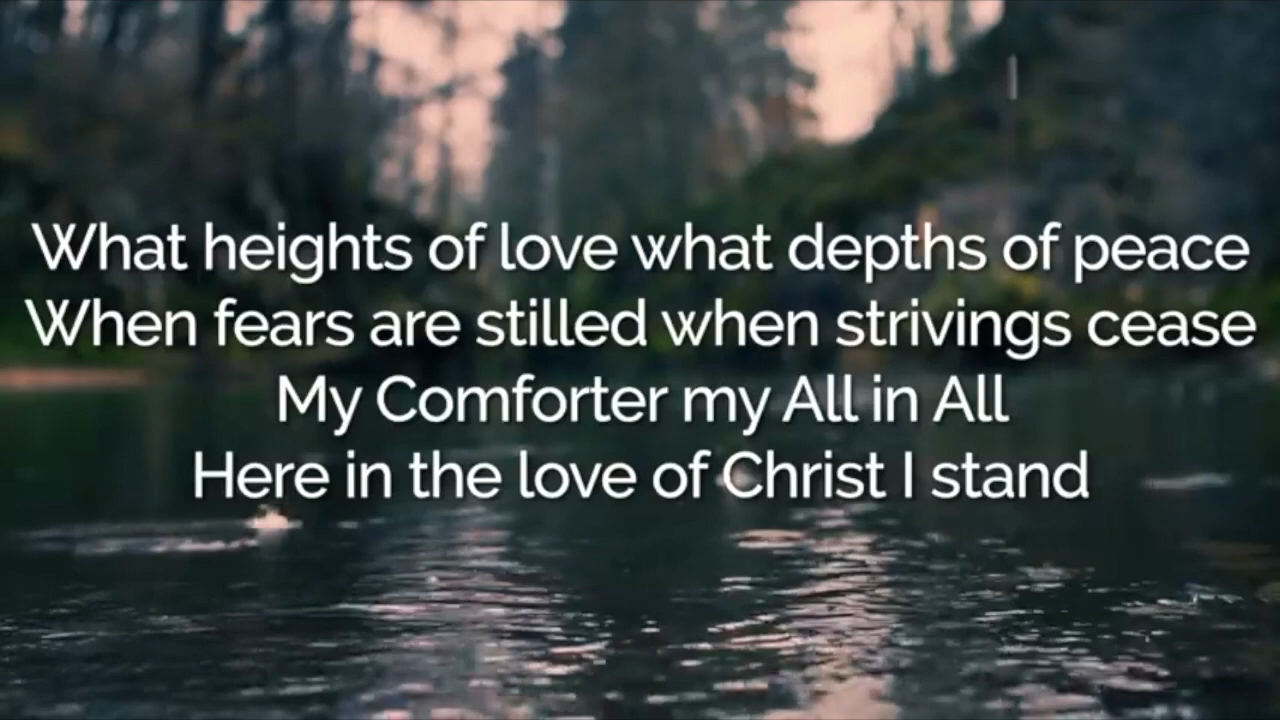 What heights of love what depths of peace
When fears are stilled when strivings cease
My Comforter my All in All
Here in the love of Christ I stand